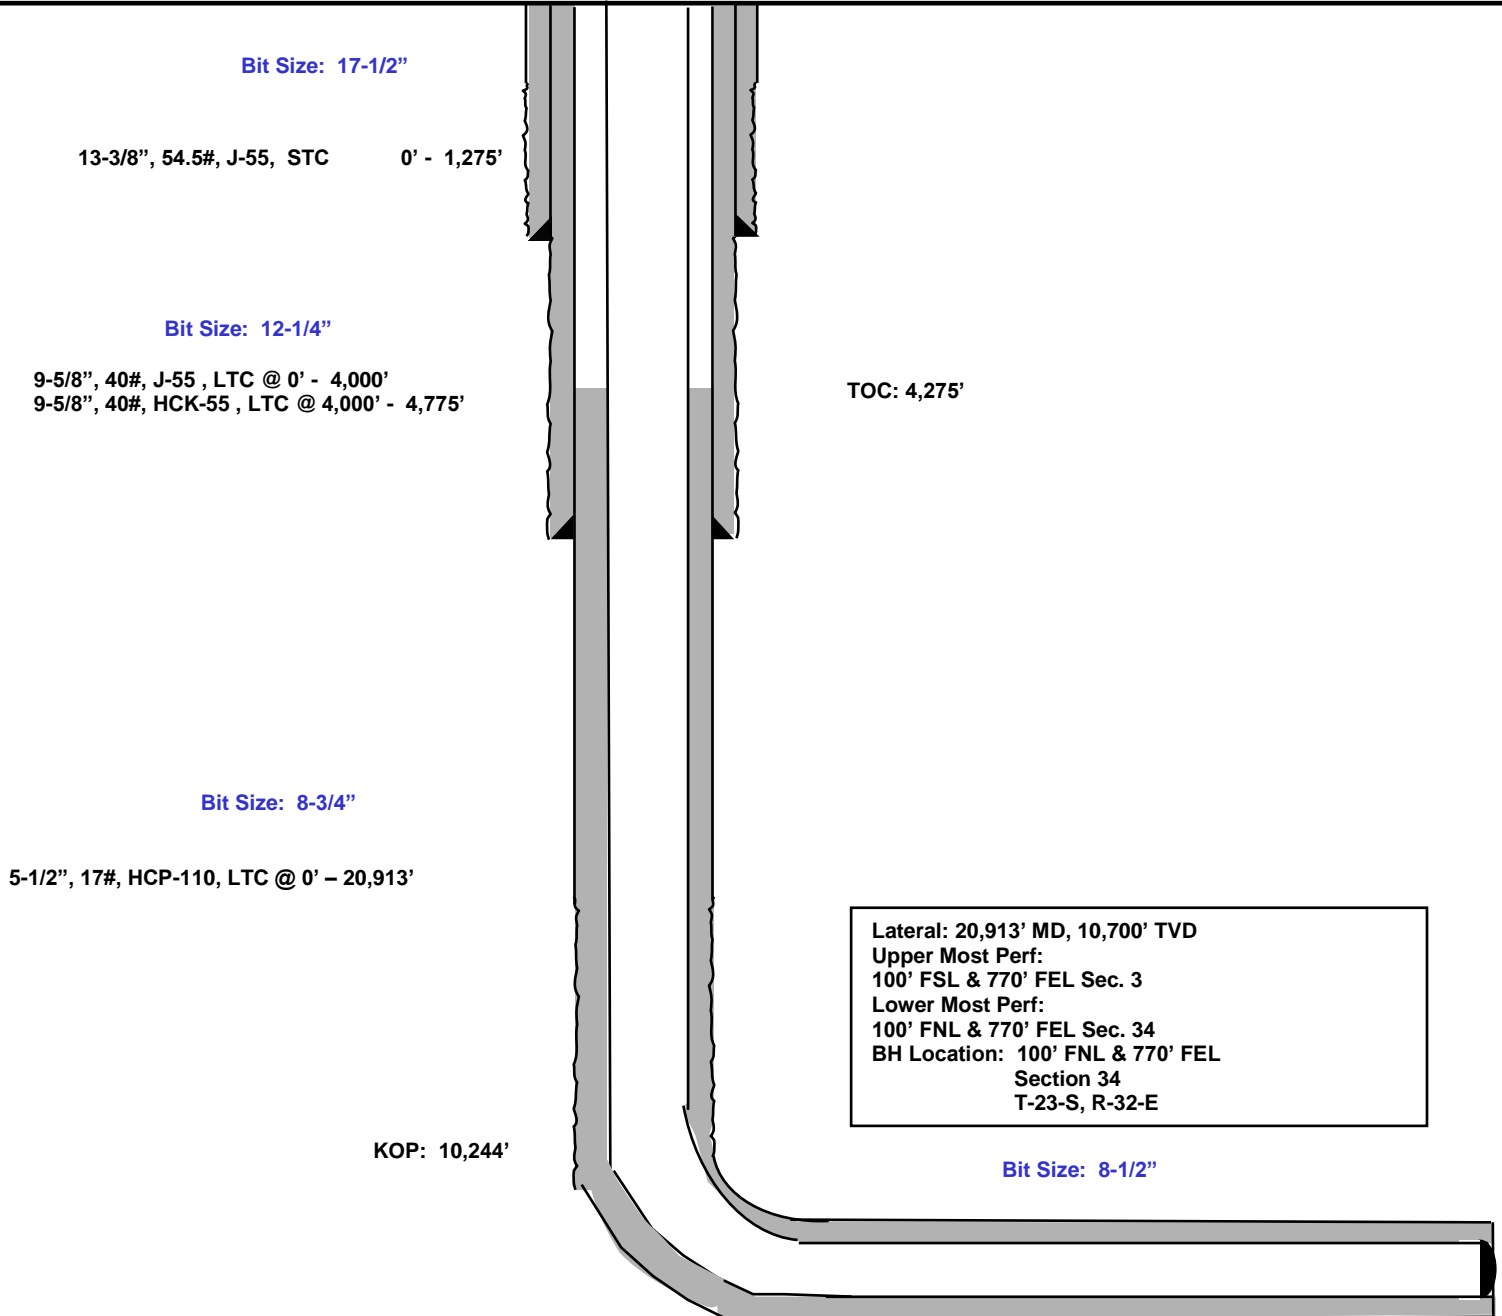 Bit Size:  17-1/2”
13-3/8”, 54.5#, J-55,  STC          0’ -  1,275’
Bit Size:  12-1/4”
9-5/8”, 40#, J-55 , LTC @ 0’ -  4,000’
9-5/8”, 40#, HCK-55 , LTC @ 4,000’ -  4,775’
TOC: 4,275’
Bit Size:  8-3/4”
5-1/2”, 17#, HCP-110, LTC @ 0’ – 20,913’
Lateral: 20,913’ MD, 10,700’ TVD
Upper Most Perf:
100’ FSL & 770’ FEL Sec. 3
Lower Most Perf:
100’ FNL & 770’ FEL Sec. 34
BH Location:  100’ FNL & 770’ FEL
Section 34
T-23-S, R-32-E
KOP:  10,244’
Bit Size:  8-1/2”